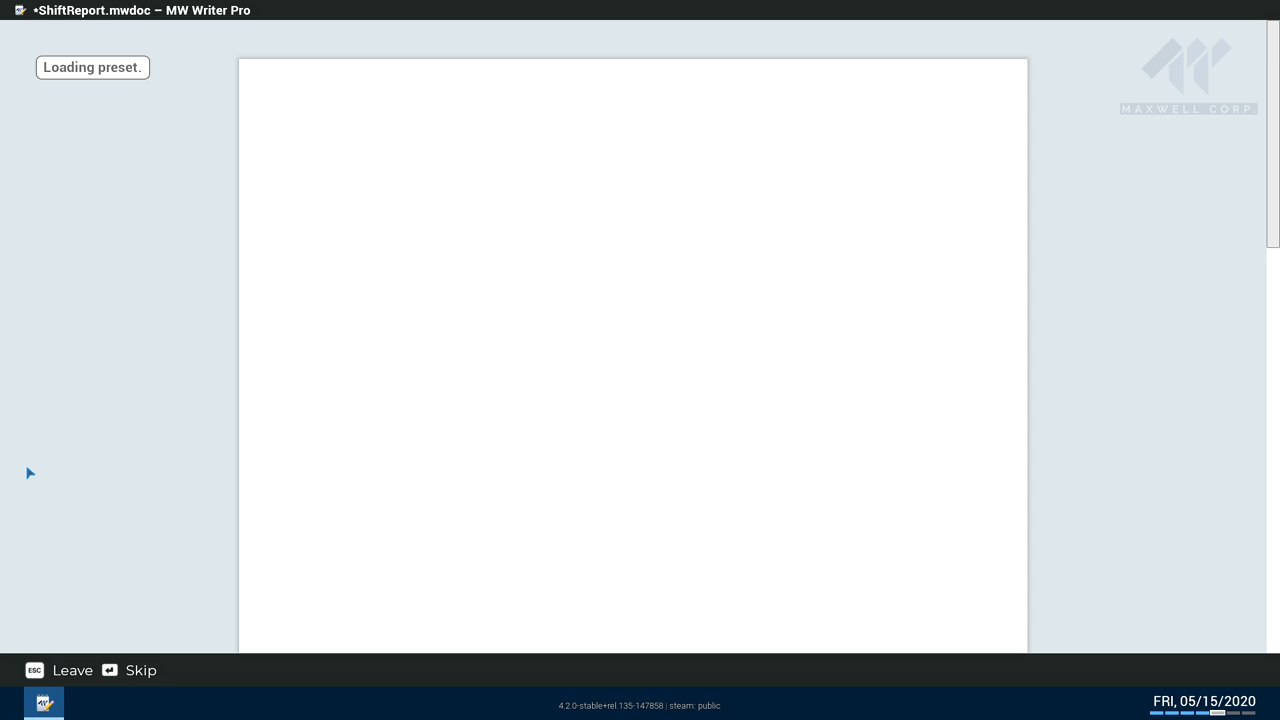 *ShiftReport.mwdoc – MW Writer Pro
Loading preset.
MAXWELL CORP.
ESC Leave Skip
4.2.0-stable+rel.135-147858 | steam: public
FRI, 05/15/2020